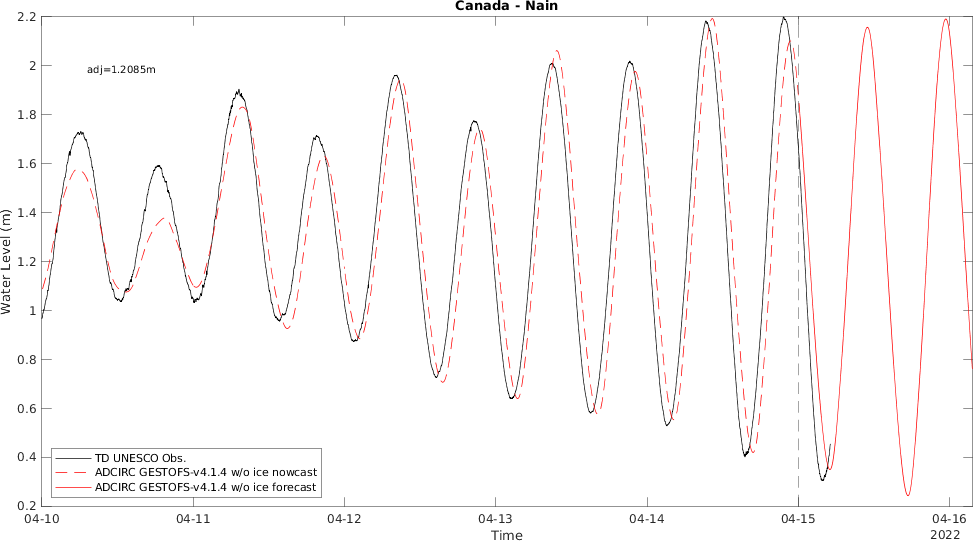 Canada - Nain
2.2
2
1.8
1.6
1.4
1.2
1
0.8
0.6
0.4
0.2
Water Level (m)
adj=1.2085m
TD UNESCO Obs.
ADCIRC GESTOFS-v4.1.4 w/o ice nowcast
ADCIRC GESTOFS-v4.1.4 w/o ice forecast
04-10 04-11 04-12 04-13 04-14 04-15 04-16
Time
2022